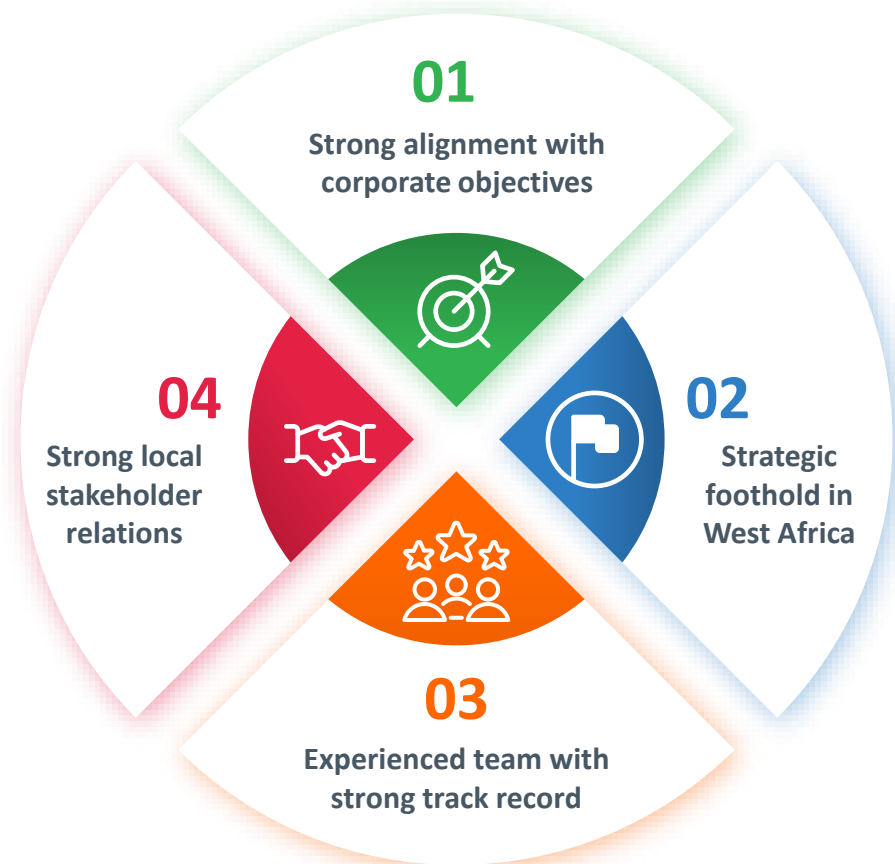 01
Strong alignment with
corporate objectives
02
Strategic
foothold in
West Africa
03
Experienced team with
strong track record
04
Strong local
stakeholder
relations